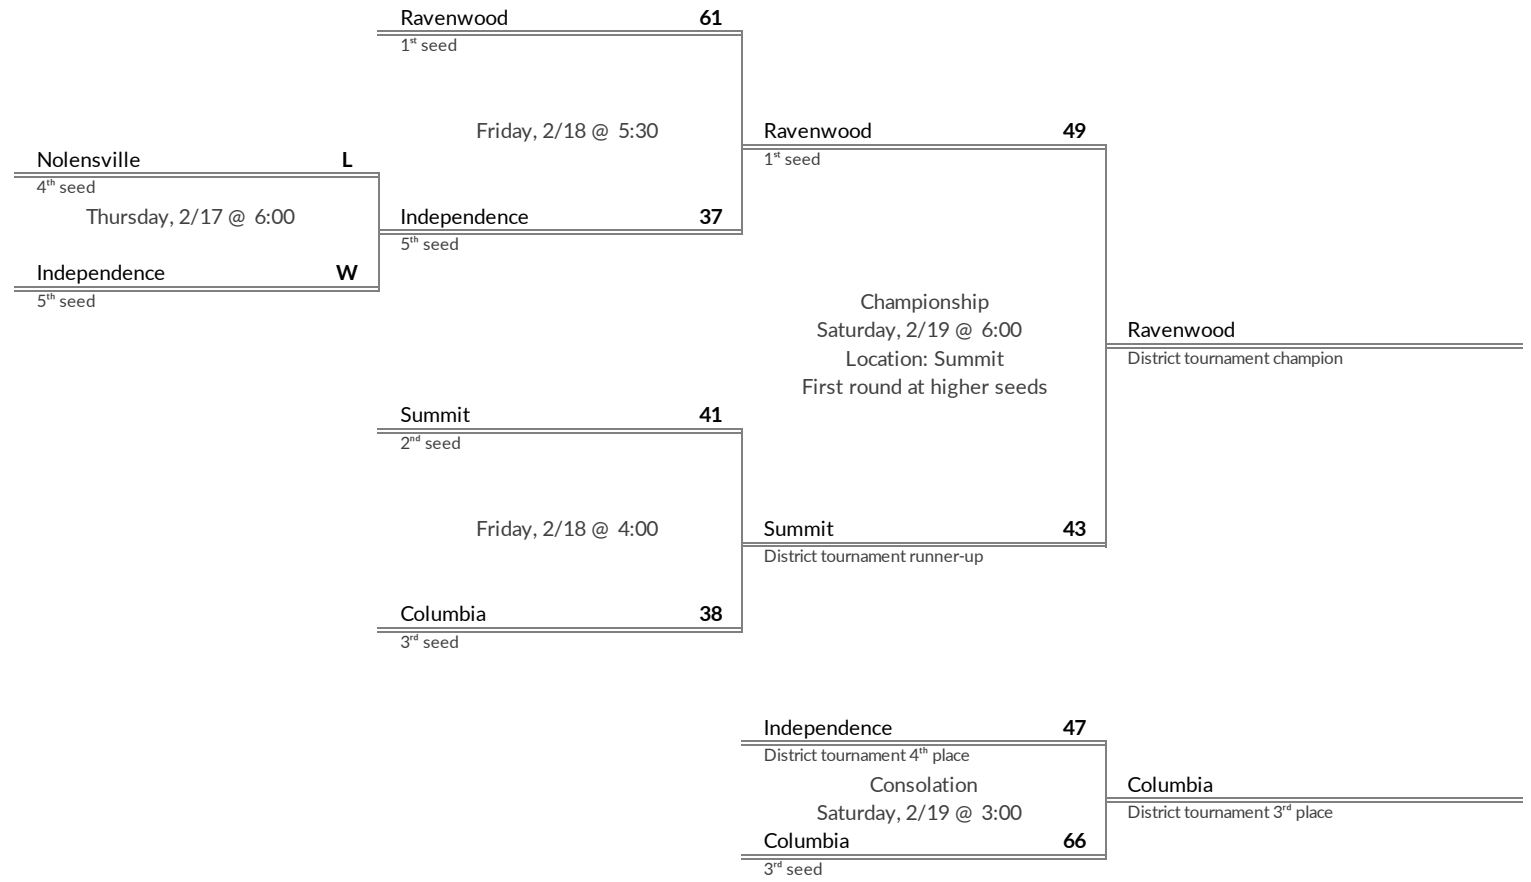 Ravenwood 61
1st seed
Friday, 2/18 @ 5:30
Ravenwood 49
1st seed
Nolensville L
4th seed
Thursday, 2/17 @ 6:00
Independence 37
5th seed
Independence W
5th seed
Championship
Saturday, 2/19 @ 6:00
Location: Summit
First round at higher seeds
Ravenwood
District tournament champion
Summit 41
2nd seed
Friday, 2/18 @ 4:00
Summit 43
District tournament runner-up
Columbia 38
3rd seed
Independence 47
District tournament 4th place
Consolation
Saturday, 2/19 @ 3:00
Columbia
District tournament 3rd place
Columbia 66
3rd seed